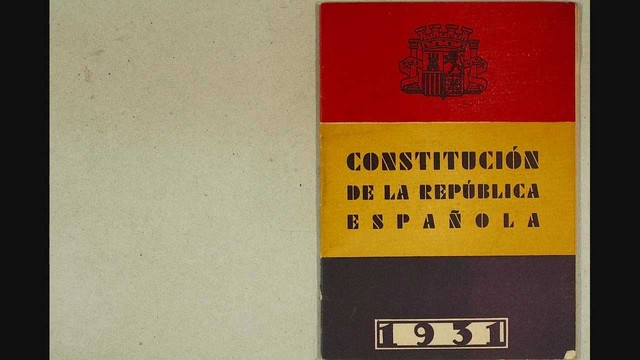 CONSTITUCIÓN
DE LA REPÚBLICA
ESPAÑOLA
1931